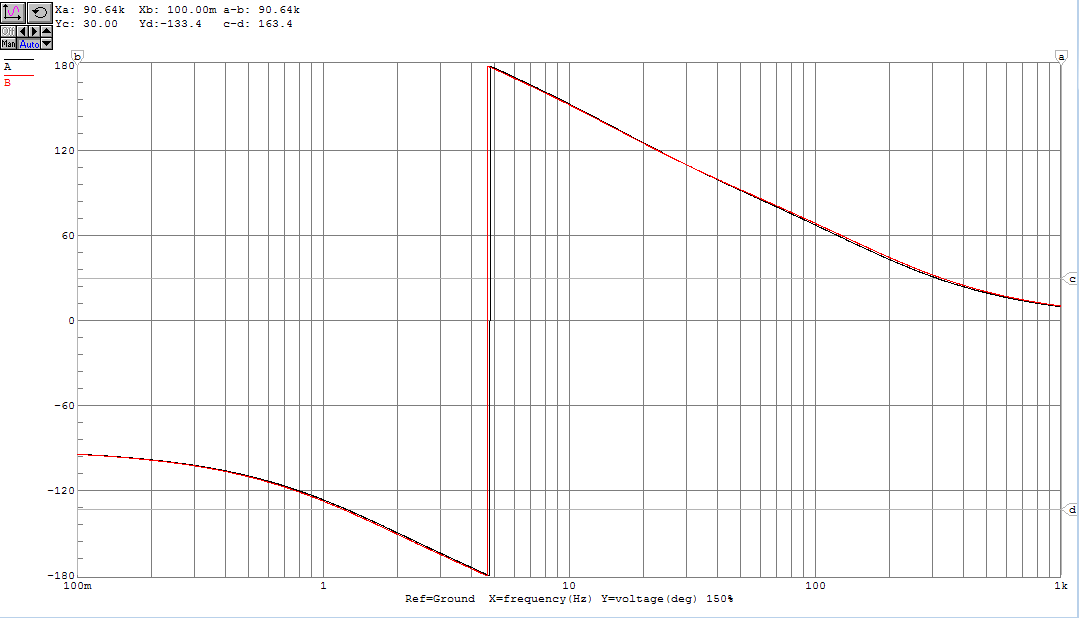 Xa: 90.64k Xb: 100.00m a-b: 90.64k
Yc: 30.00 Yd:-133.4 c-d: 163.4
Off
Man Auto
A
B
b
a
180
120
60
c
0
-60
-120
d
-180
100m 1 10 100 1k
Ref=Ground X=frequency(Hz) Y=voltage(deg) 150%